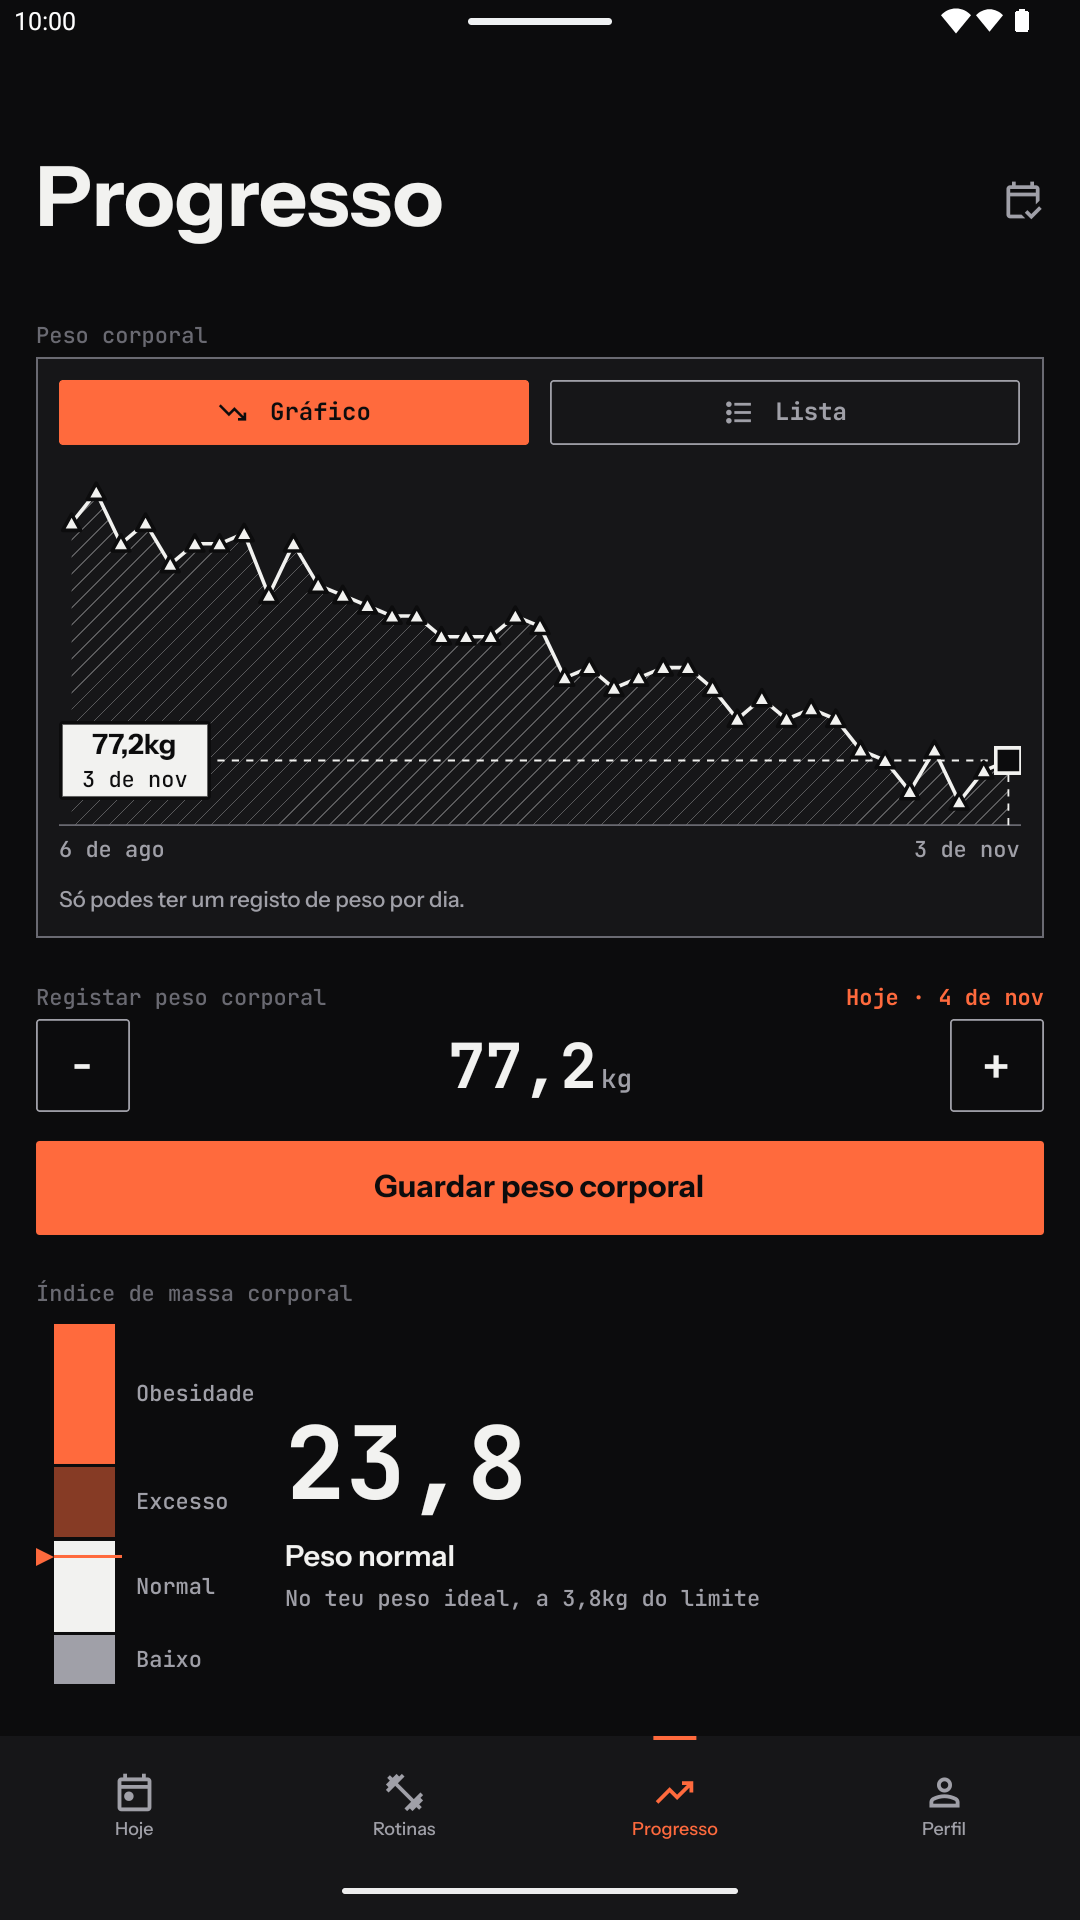 10:00
Progresso
Peso corporal
Gráfico
Lista
77,2kg
3 de nov
6 de ago
3 de nov
Só podes ter um registo de peso por dia.
Registar peso corporal
Hoje · 4 de nov
-
77,2kg
+
Guardar peso corporal
Índice de massa corporal
Obesidade
Excesso
Normal
Baixo
23,8
Peso normal
No teu peso ideal, a 3,8kg do limite
Hoje
Rotinas
Progresso
Perfil